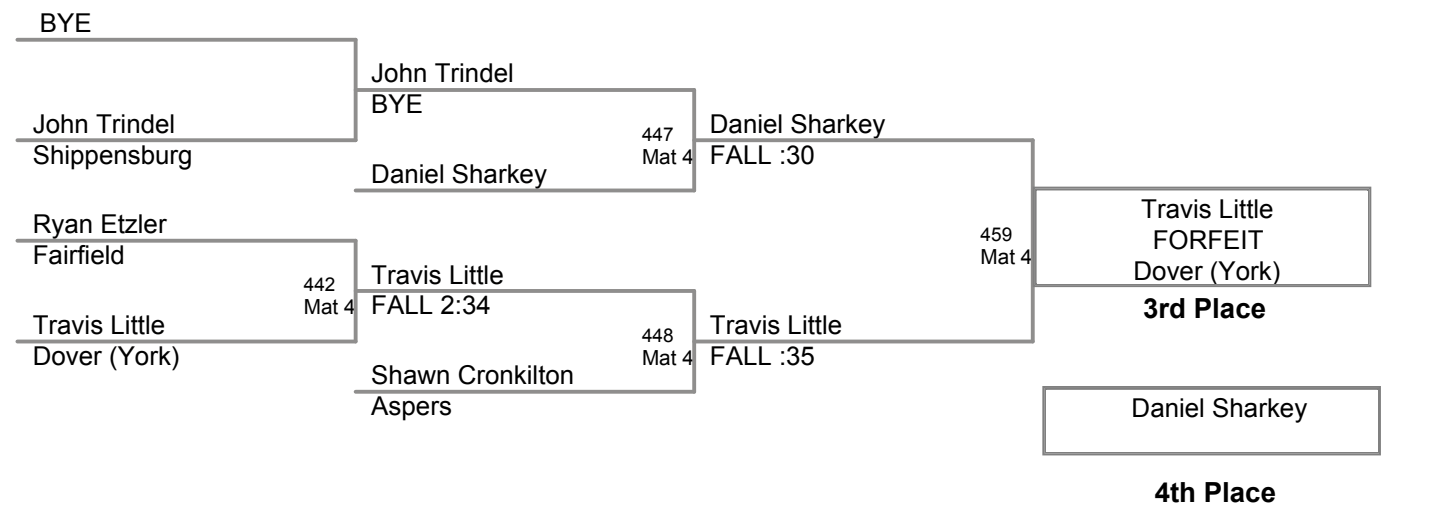 BYE
John Trindel
Shippensburg
Ryan Etzler
Fairfield
442
Mat 4
Travis Little
Dover (York)
John Trindel
BYE
447
Mat 4
Daniel Sharkey
Travis Little
FALL 2:34
448
Mat 4
Shawn Cronkilton
Aspers
Daniel Sharkey
FALL :30
459
Mat 4
Travis Little
FALL :35
Travis Little
FORFEIT
Dover (York)
3rd Place
Daniel Sharkey
4th Place